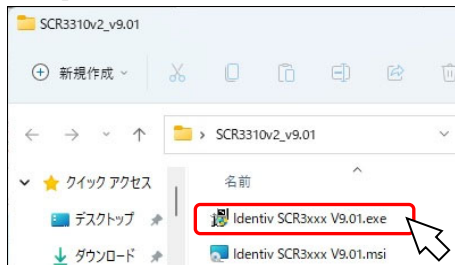 SCR3310v2_v9.01
新規作成
SCR3310v2_v9.01
クイック アクセス
名前
デスクトップ
Identiv SCR3xxx V9.01.exe
ダウンロード
Identiv SCR3xxx V9.01.msi